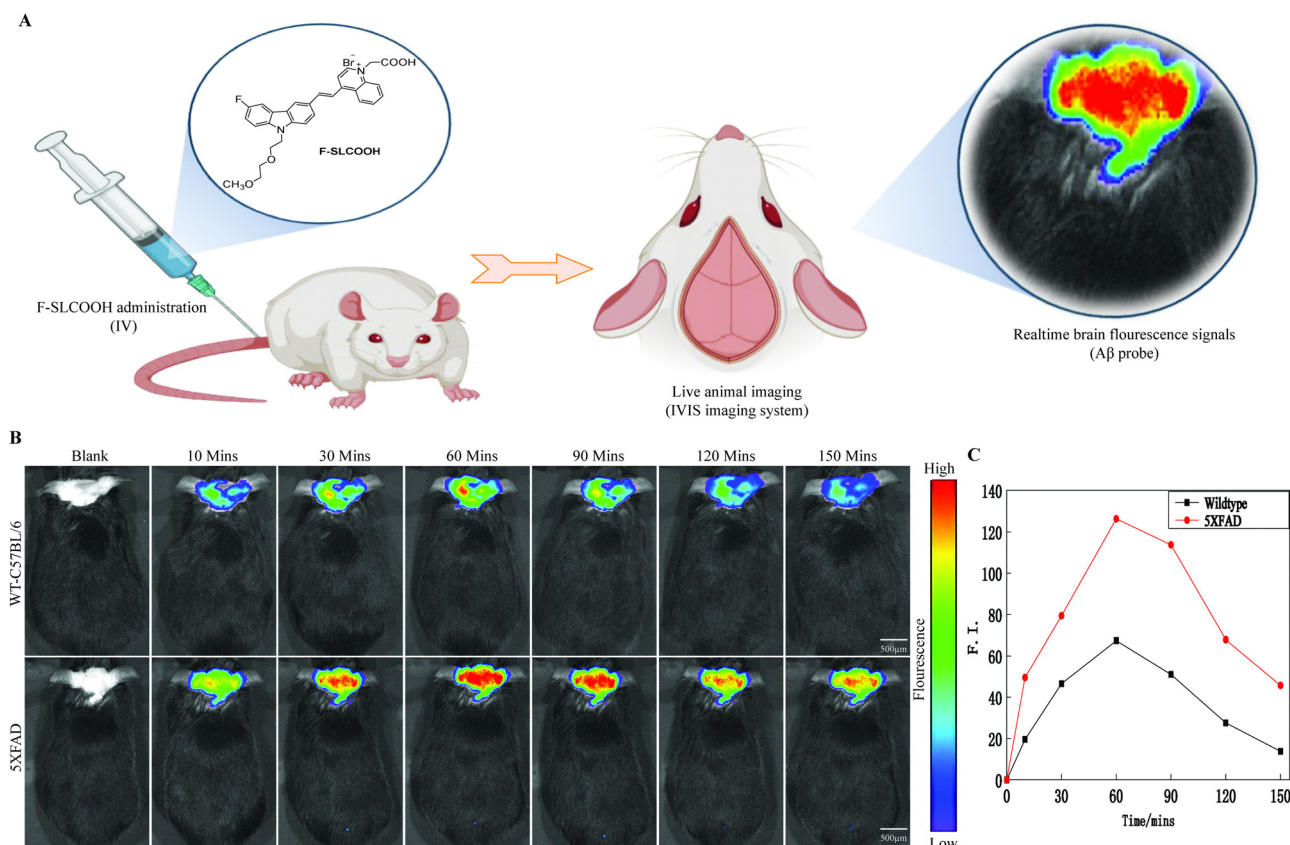 A
Br⁻
N⁺
COOH
F
N
O
F-SLCOOH
O
CH₃
F-SLCOOH administration
(IV)
Live animal imaging
(IVIS imaging system)
Realtime brain flourescence signals
(Aβ probe)
B
Blank
10 Mins
30 Mins
60 Mins
90 Mins
120 Mins
150 Mins
WT-C57BL/6
500μm
5XFAD
500μm
High
Fluorescence
Low
C
Wildtype
5XFAD
140
120
100
80
60
40
20
0
F. I.
0
30
60
90
120
150
Time/mins